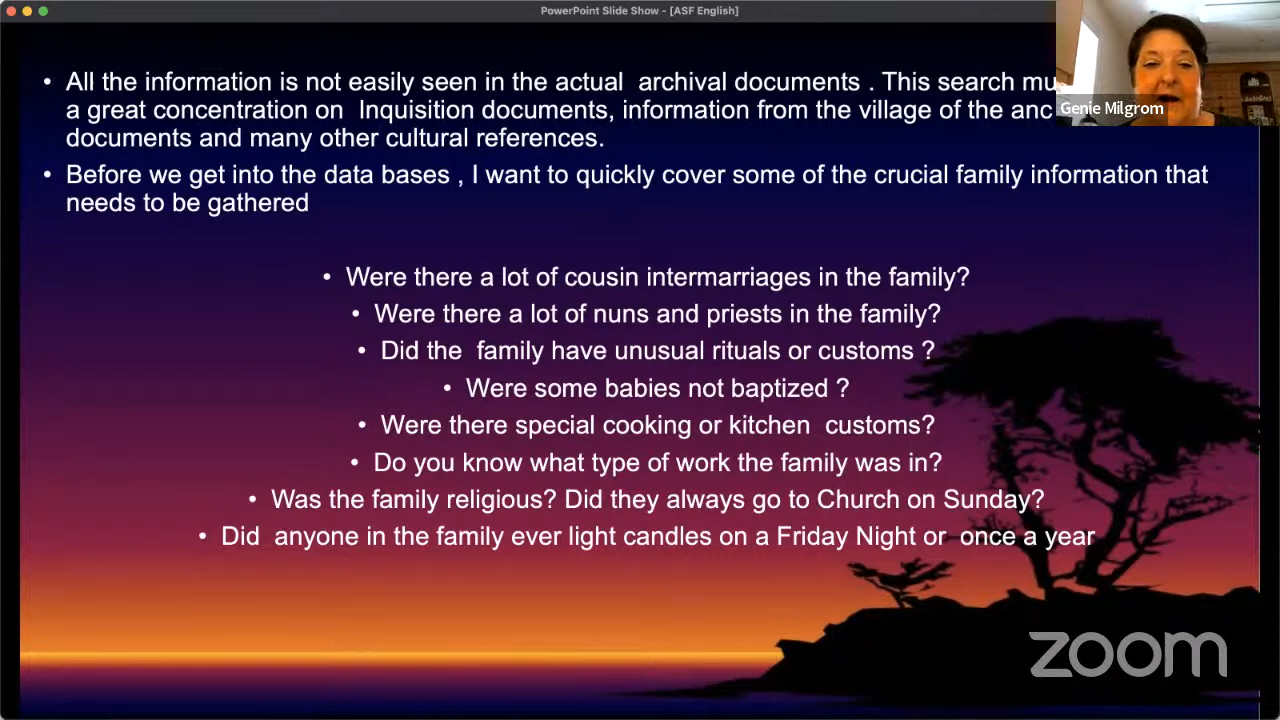 PowerPoint Slide Show - [ASF English]
• All the information is not easily seen in the actual archival documents . This search
a great concentration on Inquisition documents, information from the village of the
documents and many other cultural references.
• Before we get into the data bases , I want to quickly cover some of the crucial family information that
needs to be gathered
• Were there a lot of cousin intermarriages in the family?
• Were there a lot of nuns and priests in the family?
• Did the family have unusual rituals or customs ?
• Were some babies not baptized ?
• Were there special cooking or kitchen customs?
• Do you know what type of work the family was in?
• Was the family religious? Did they always go to Church on Sunday?
• Did anyone in the family ever light candles on a Friday Night or once a year
Genie Milgrom
zoom